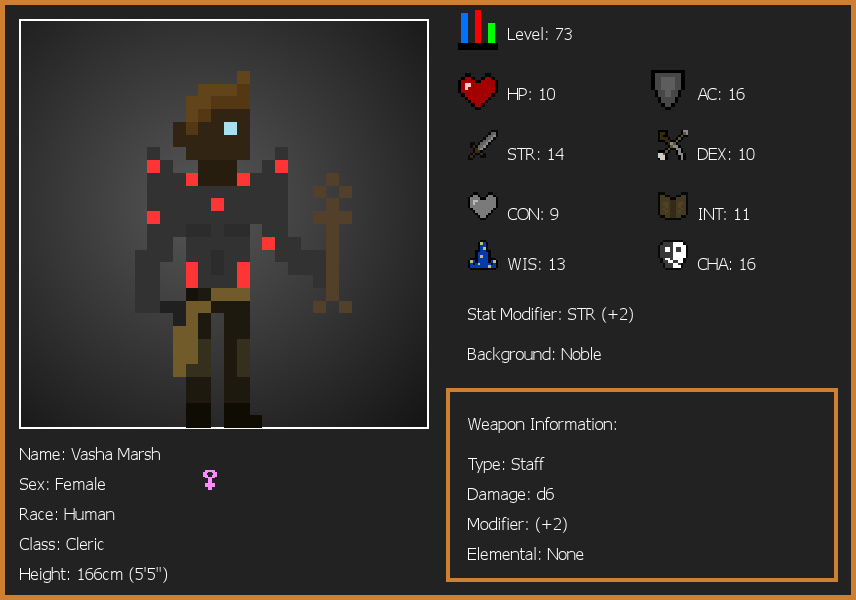 Level: 73
HP: 10
AC: 16
STR: 14
DEX: 10
CON: 9
INT: 11
WIS: 13
CHA: 16
Stat Modifier: STR (+2)
Background: Noble
Weapon Information:
Type: Staff
Damage: d6
Modifier: (+2)
Elemental: None
Name: Vasha Marsh
Sex: Female
Race: Human
Class: Cleric
Height: 166cm (5'5")